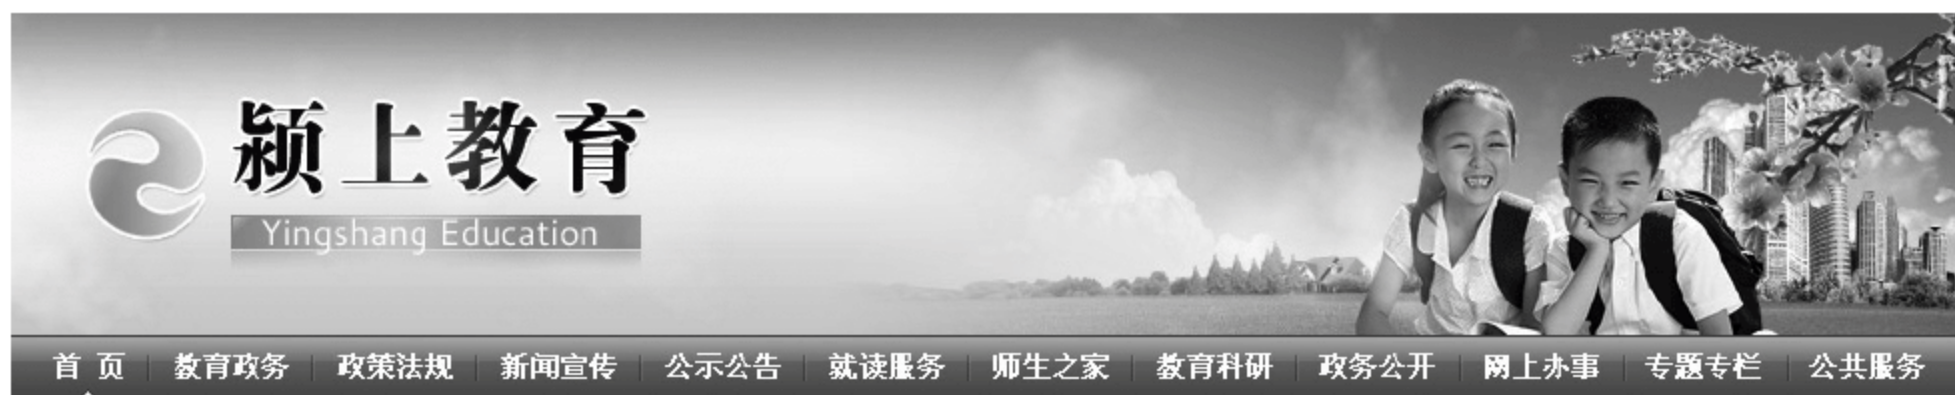 颍上教育
Yingshang Education
首 页 教育政务 政策法规 新闻宣传 公示公告 就读服务 师生之家 教育科研 政务公开 网上办事 专题专栏 公共服务